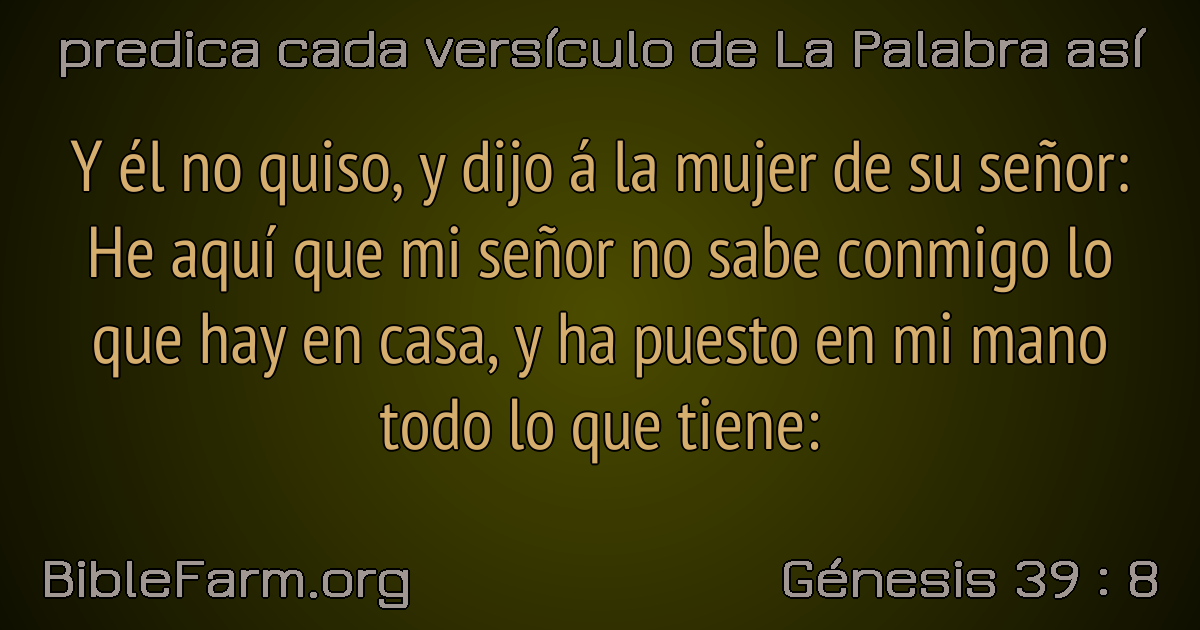 predica cada versículo de La Palabra así
Y él no quiso, y dijo á la mujer de su señor:
He aquí que mi señor no sabe conmigo lo
que hay en casa, y ha puesto en mi mano
todo lo que tiene:
BibleFarm.org
Génesis 39 : 8